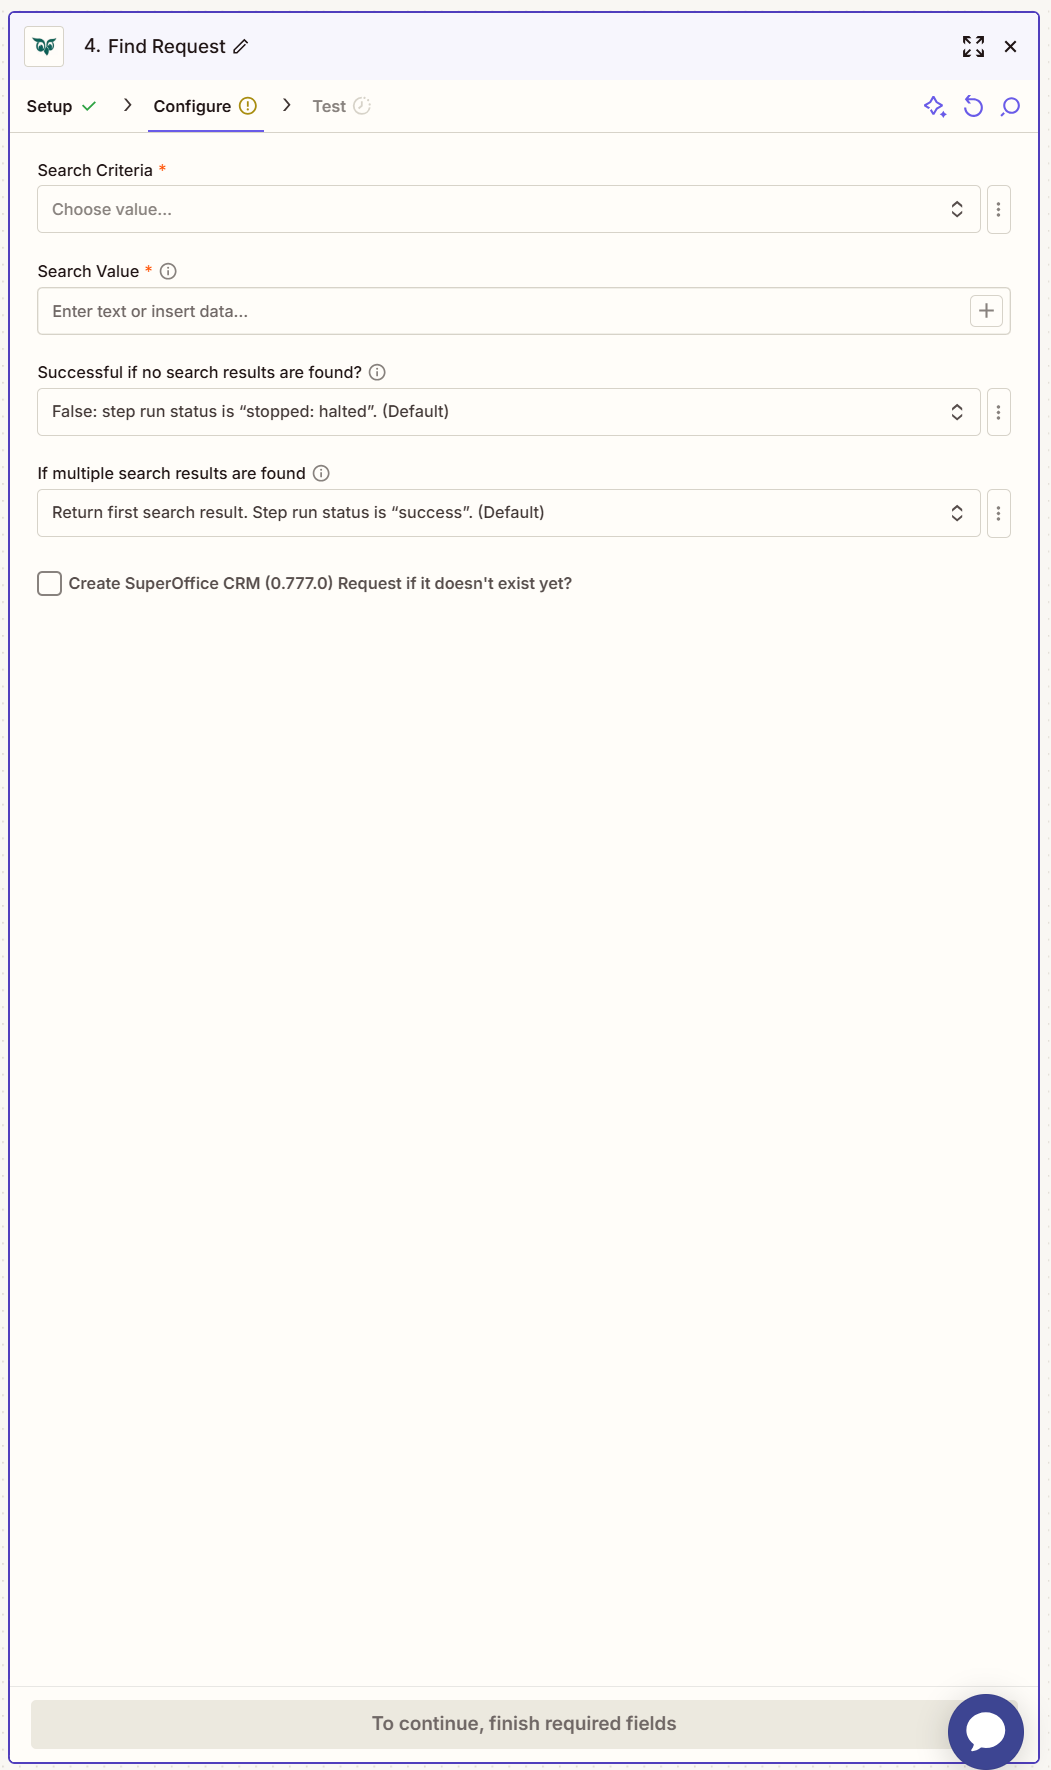 4. Find Request
Setup
Configure
Test
Search Criteria *
Choose value...
Search Value *
Enter text or insert data...
Successful if no search results are found?
False: step run status is “stopped: halted”. (Default)
If multiple search results are found
Return first search result. Step run status is “success”. (Default)
Create SuperOffice CRM (0.777.0) Request if it doesn't exist yet?
To continue, finish required fields